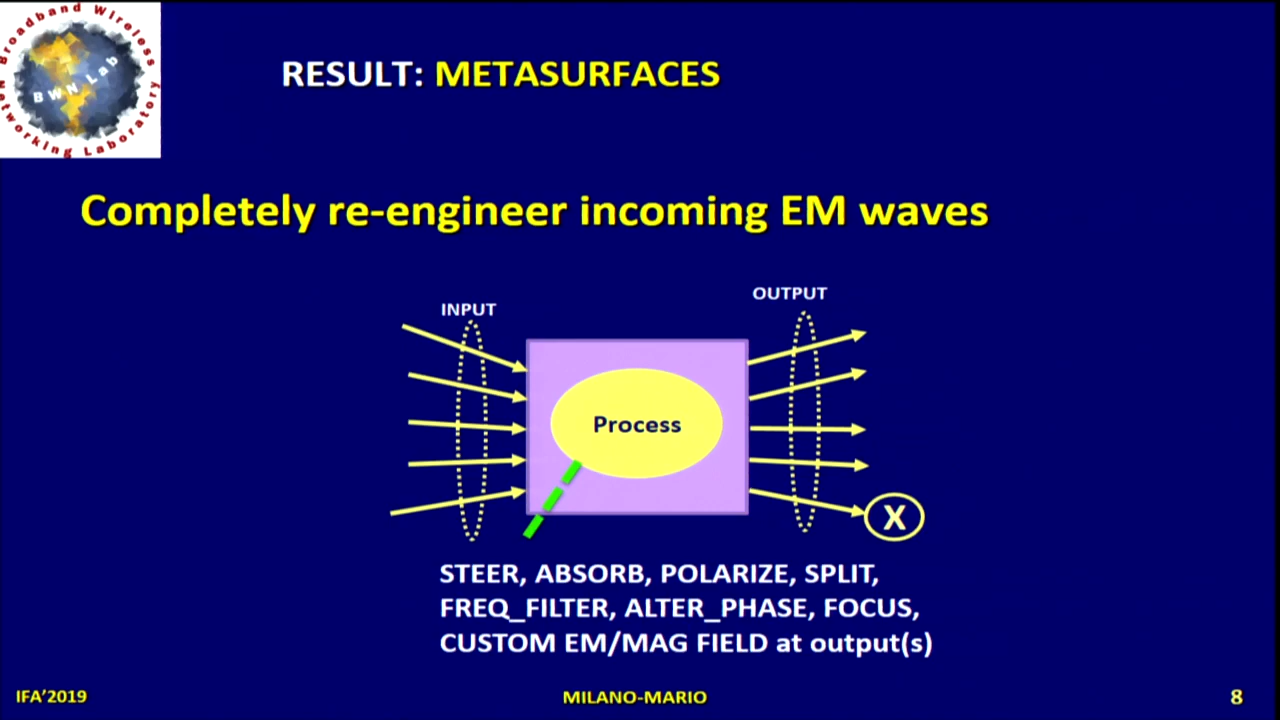 Broadband Wireless
Networking Laboratory
BWN Lab
RESULT: METASURFACES
Completely re-engineer incoming EM waves
INPUT
OUTPUT
Process
X
STEER, ABSORB, POLARIZE, SPLIT,
FREQ_FILTER, ALTER_PHASE, FOCUS,
CUSTOM EM/MAG FIELD at output(s)
IFA'2019
MILANO-MARIO
8